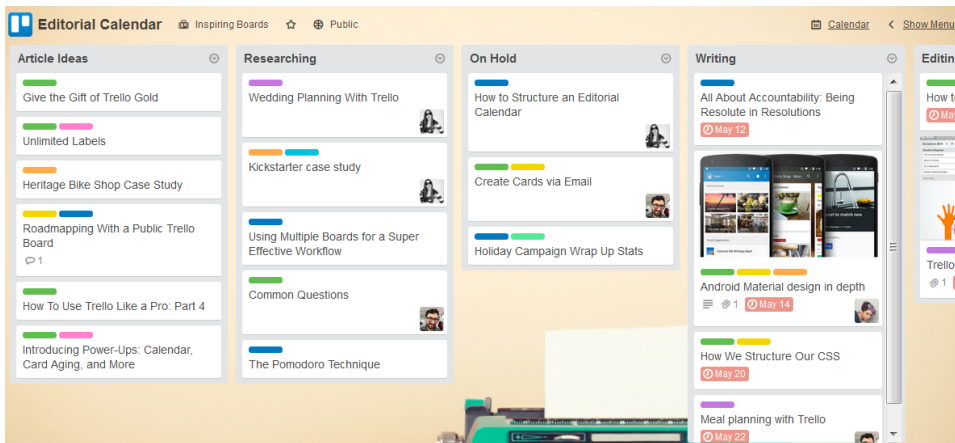 Editorial Calendar
Inspiring Boards
Public
Calendar
Show Menu
Article Ideas
Give the Gift of Trello Gold
Unlimited Labels
Heritage Bike Shop Case Study
Roadmapping With a Public Trello
Board
1
How To Use Trello Like a Pro: Part 4
Introducing Power-Ups: Calendar,
Card Aging, and More
Researching
Wedding Planning With Trello
Kickstarter case study
Using Multiple Boards for a Super
Effective Workflow
Common Questions
The Pomodoro Technique
On Hold
How to Structure an Editorial
Calendar
Create Cards via Email
Holiday Campaign Wrap Up Stats
Writing
All About Accountability: Being
Resolute in Resolutions
May 12
Android Material design in depth
1
May 14
How We Structure Our CSS
May 20
Meal planning with Trello
May 22
Editin
How t
May
Trello
1